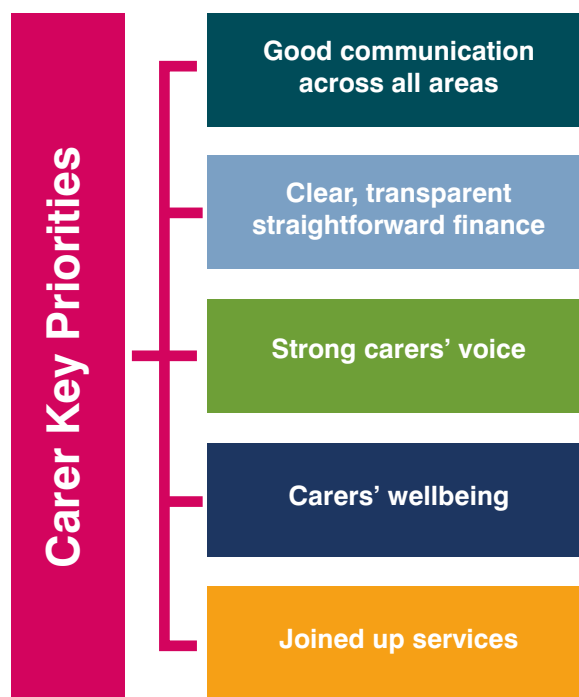 Carer Key Priorities
Good communication
across all areas
Clear, transparent
straightforward finance
Strong carers’ voice
Carers’ wellbeing
Joined up services